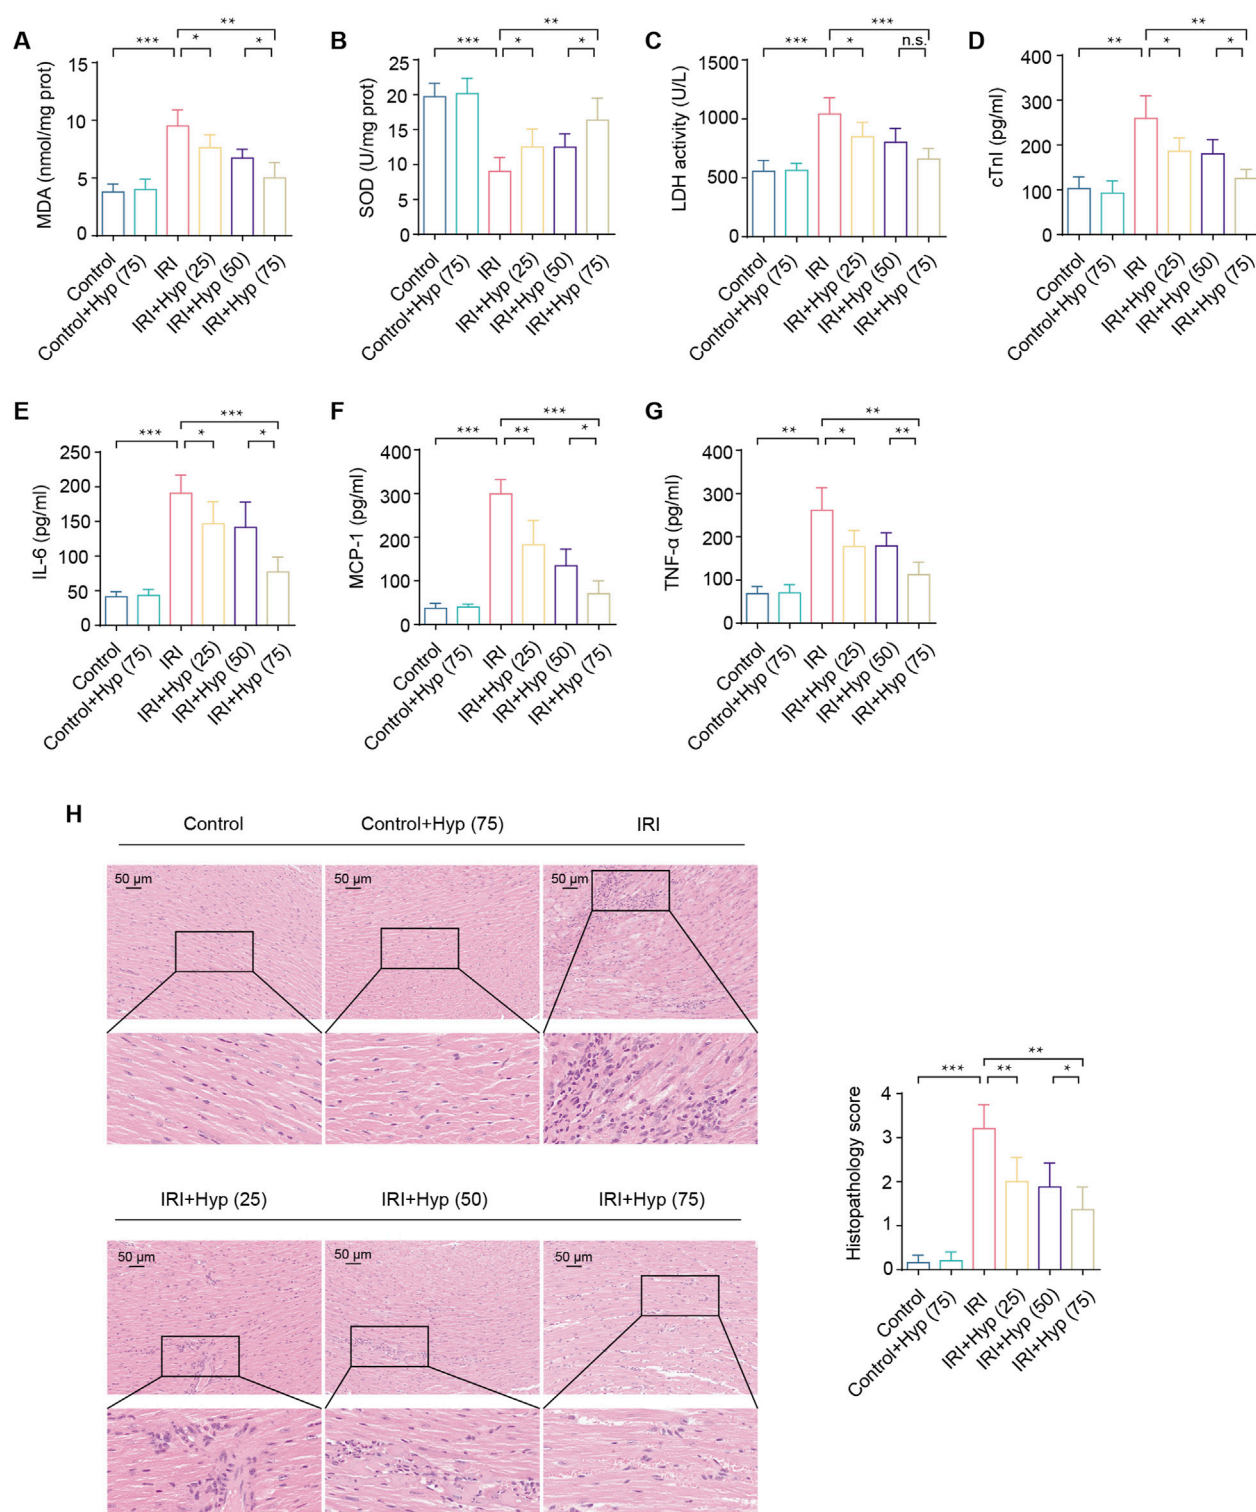 A
MDA (nmol/mg prot)
15
10
5
0
***
*
**
*
Control
Control+Hyp (75)
IRI
IRI+Hyp (25)
IRI+Hyp (50)
IRI+Hyp (75)
B
SOD (U/mg prot)
25
20
15
10
5
0
***
*
**
*
Control
Control+Hyp (75)
IRI
IRI+Hyp (25)
IRI+Hyp (50)
IRI+Hyp (75)
C
LDH activity (U/L)
1500
1000
500
0
***
*
***
n.s.
Control
Control+Hyp (75)
IRI
IRI+Hyp (25)
IRI+Hyp (50)
IRI+Hyp (75)
D
cTnI (pg/ml)
400
300
200
100
0
**
*
**
*
Control
Control+Hyp (75)
IRI
IRI+Hyp (25)
IRI+Hyp (50)
IRI+Hyp (75)
E
IL-6 (pg/ml)
250
200
150
100
50
0
***
*
***
*
Control
Control+Hyp (75)
IRI
IRI+Hyp (25)
IRI+Hyp (50)
IRI+Hyp (75)
F
MCP-1 (pg/ml)
400
300
200
100
0
***
**
***
*
Control
Control+Hyp (75)
IRI
IRI+Hyp (25)
IRI+Hyp (50)
IRI+Hyp (75)
G
TNF-α (pg/ml)
400
300
200
100
0
**
*
**
**
Control
Control+Hyp (75)
IRI
IRI+Hyp (25)
IRI+Hyp (50)
IRI+Hyp (75)
H
Control
Control+Hyp (75)
IRI
50 μm
50 μm
50 μm
IRI+Hyp (25)
IRI+Hyp (50)
IRI+Hyp (75)
50 μm
50 μm
50 μm
Histopathology score
4
3
2
1
0
***
**
**
*
Control
Control+Hyp (75)
IRI
IRI+Hyp (25)
IRI+Hyp (50)
IRI+Hyp (75)